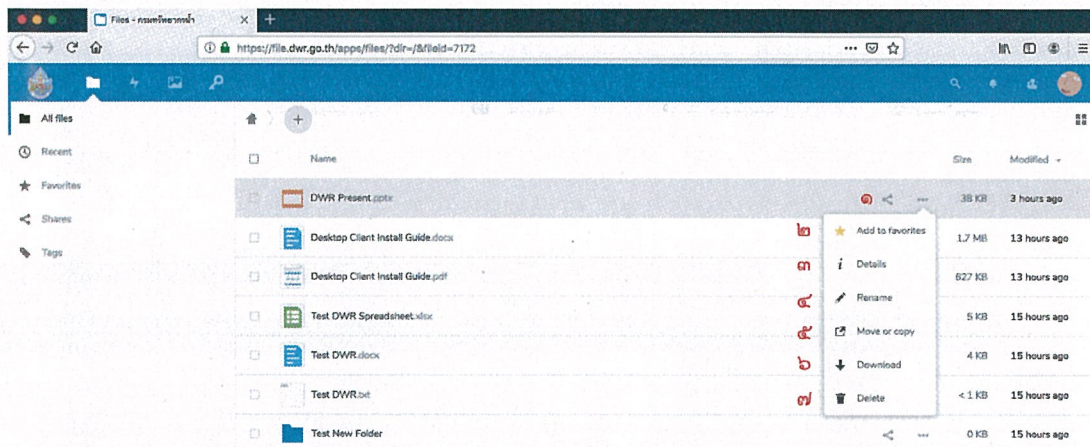 Files - กรมทรัพยากรน้ำ
https://file.dwr.go.th/apps/files/?dir=/&fileid=7172
All files
Recent
Favorites
Shares
Tags
Name Size Modified
DWR Present.pptx ๑ 38 KB 3 hours ago
๒ Add to favorites
Desktop Client Install Guide.docx 1.7 MB 13 hours ago
๓ Details
Desktop Client Install Guide.pdf 627 KB 13 hours ago
๔ Rename
Test DWR Spreadsheet.xlsx 5 KB 15 hours ago
๕ Move or copy
Test DWR.docx 4 KB 15 hours ago
๖ Download
Test DWR.txt < 1 KB 15 hours ago
๗ Delete
Test New Folder 0 KB 15 hours ago